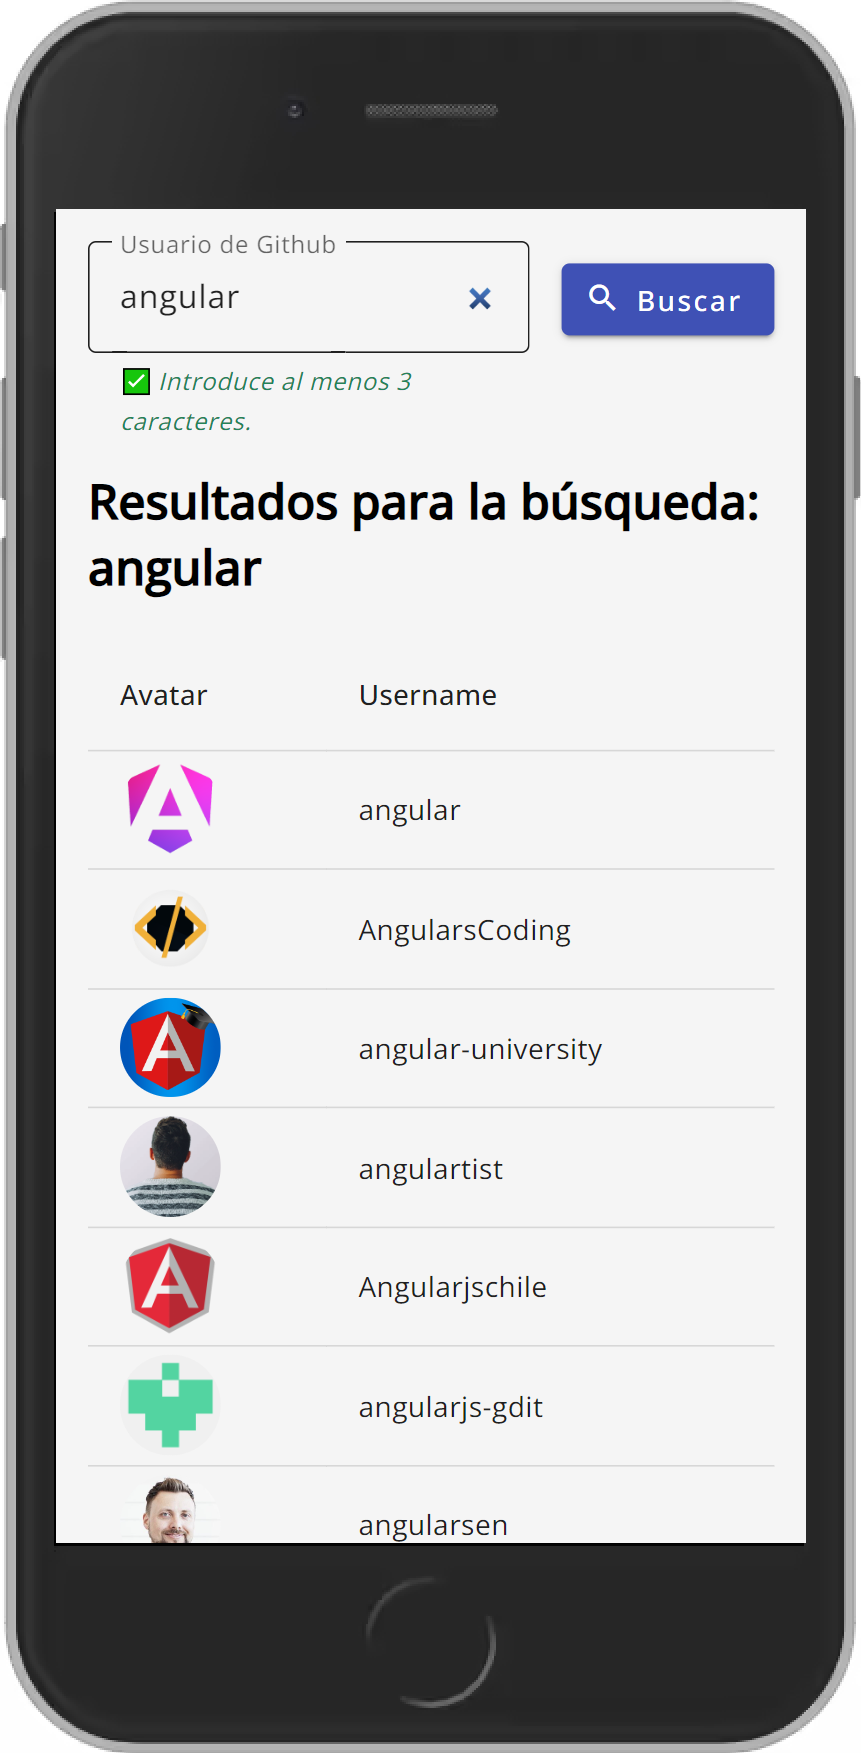 Usuario de Github
angular
Buscar
Introduce al menos 3
caracteres.
Resultados para la búsqueda:
angular
Avatar Username
angular
AngularsCoding
angular-university
angulartist
Angularjschile
angularjs-gdit
angularsen